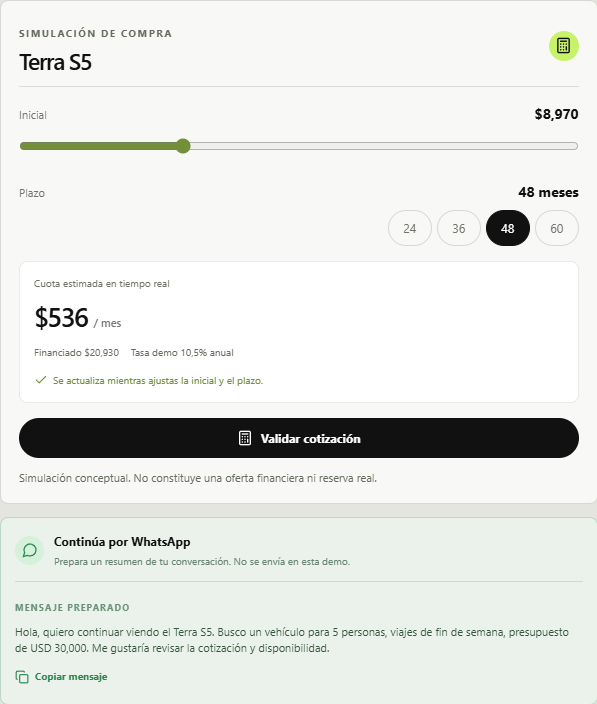 SIMULACIÓN DE COMPRA
Terra S5
Inicial
$8,970
Plazo
48 meses
24
36
48
60
Cuota estimada en tiempo real
$536 / mes
Financiado $20,930 Tasa demo 10,5% anual
Se actualiza mientras ajustas la inicial y el plazo.
Validar cotización
Simulación conceptual. No constituye una oferta financiera ni reserva real.
Continúa por WhatsApp
Prepara un resumen de tu conversación. No se envía en esta demo.
MENSAJE PREPARADO
Hola, quiero continuar viendo el Terra S5. Busco un vehículo para 5 personas, viajes de fin de semana, presupuesto
de USD 30,000. Me gustaría revisar la cotización y disponibilidad.
Copiar mensaje